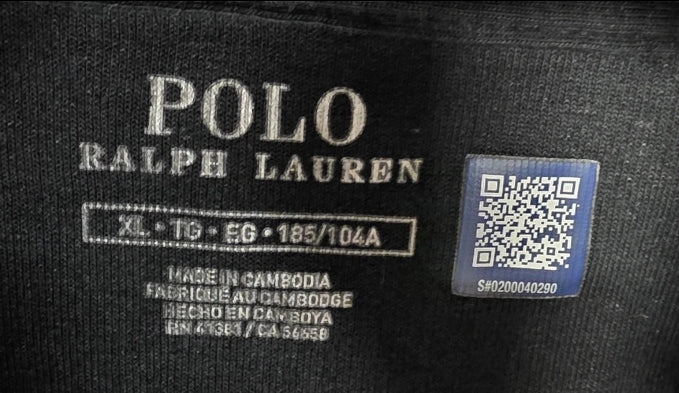 POLO
RALPH LAUREN
XL • TG • EG • 185/104A
MADE IN CAMBODIA
FABRIQUÉ AU CAMBODGE
HECHO EN CAMBOYA
RN 41381 / CA 56658
S#0200040290